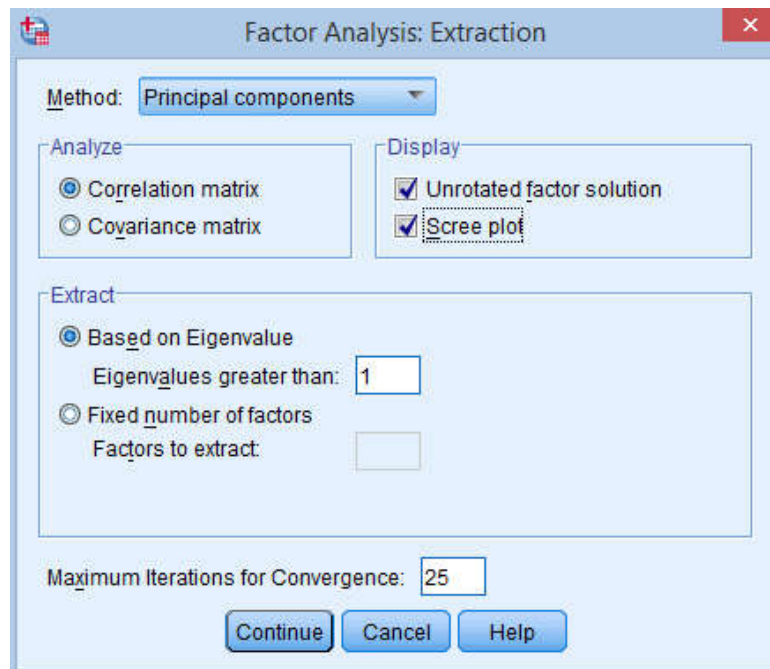 Factor Analysis: Extraction
Method: Principal components
Analyze
Correlation matrix
Covariance matrix
Display
Unrotated factor solution
Scree plot
Extract
Based on Eigenvalue
Eigenvalues greater than: 1
Fixed number of factors
Factors to extract:
Maximum Iterations for Convergence: 25
Continue Cancel Help